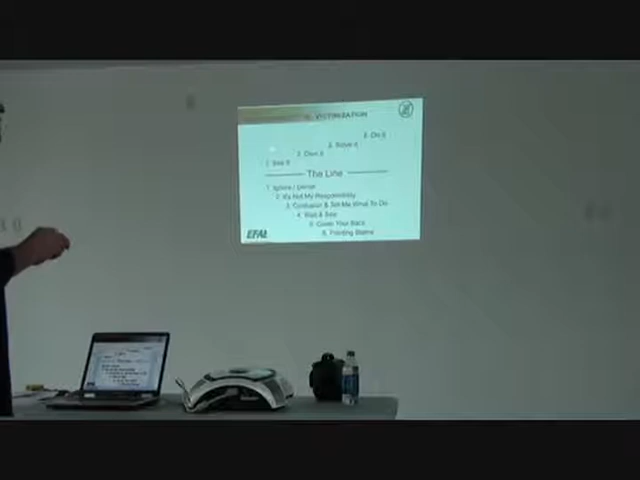 VICTIMIZATION
4. Do it
3. Solve it
2. Own it
1. See it
The Line
1. Ignore / Denial
2. It's Not My Responsibility
3. Confusion & Tell Me What To Do
4. Wait & See
5. Cover Your Back
6. Pointing Blame
EFAL